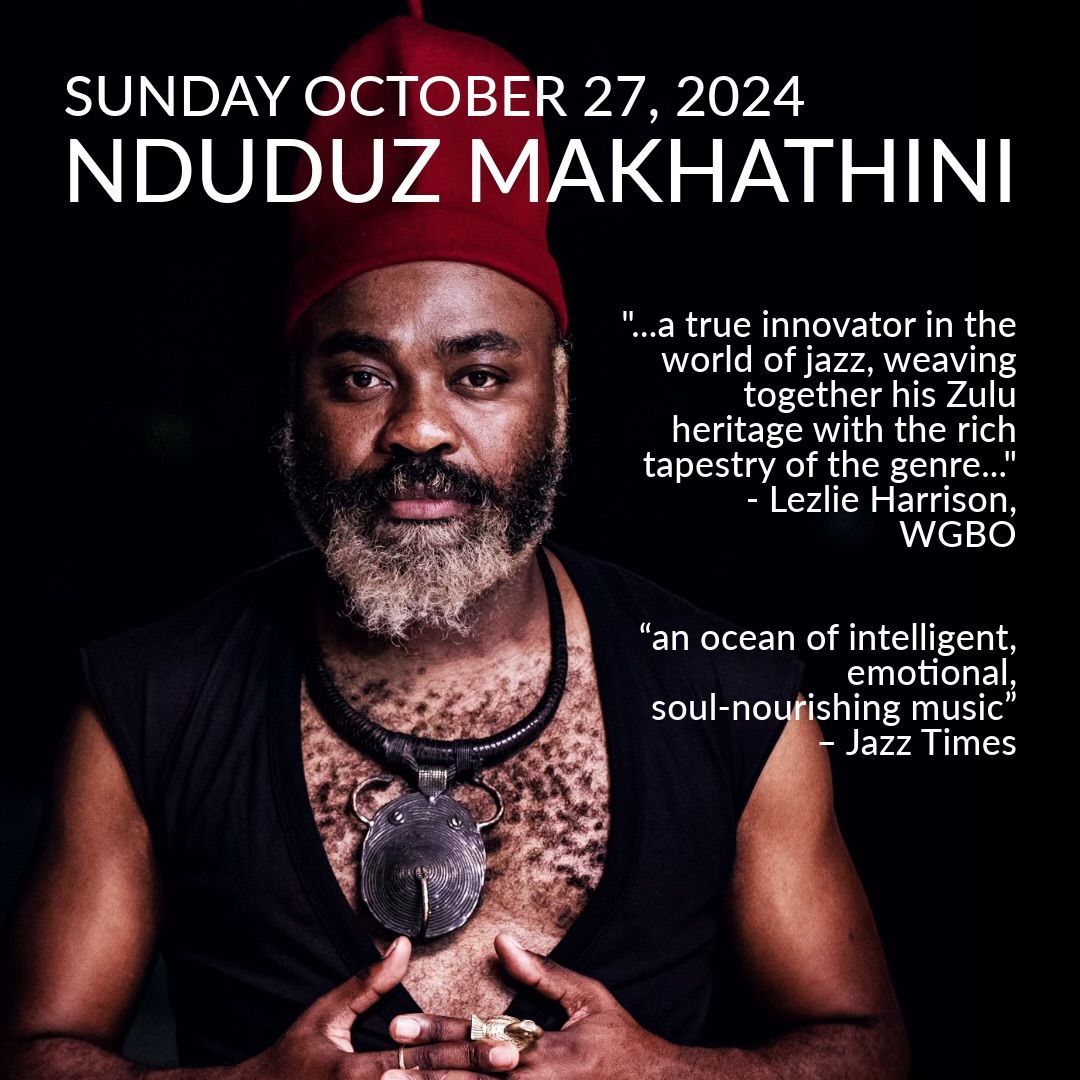 SUNDAY OCTOBER 27, 2024
NDUDUZ MAKHATHINI
"...a true innovator in the
world of jazz, weaving
together his Zulu
heritage with the rich
tapestry of the genre..."
- Lezlie Harrison,
WGBO
“an ocean of intelligent,
emotional,
soul-nourishing music”
– Jazz Times